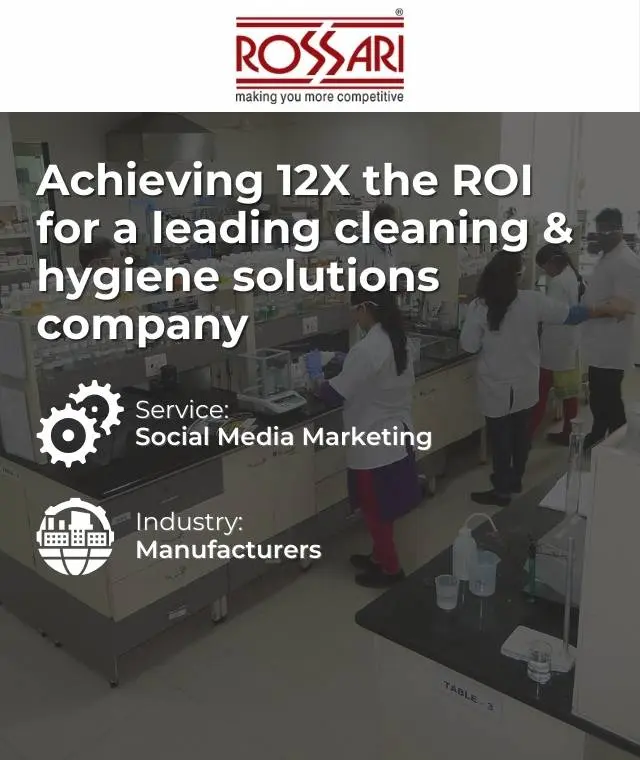 ROSSARI®
making you more competitive
Achieving 12X the ROI
for a leading cleaning &
hygiene solutions
company
Service:
Social Media Marketing
Industry:
Manufacturers
TABLE - 3